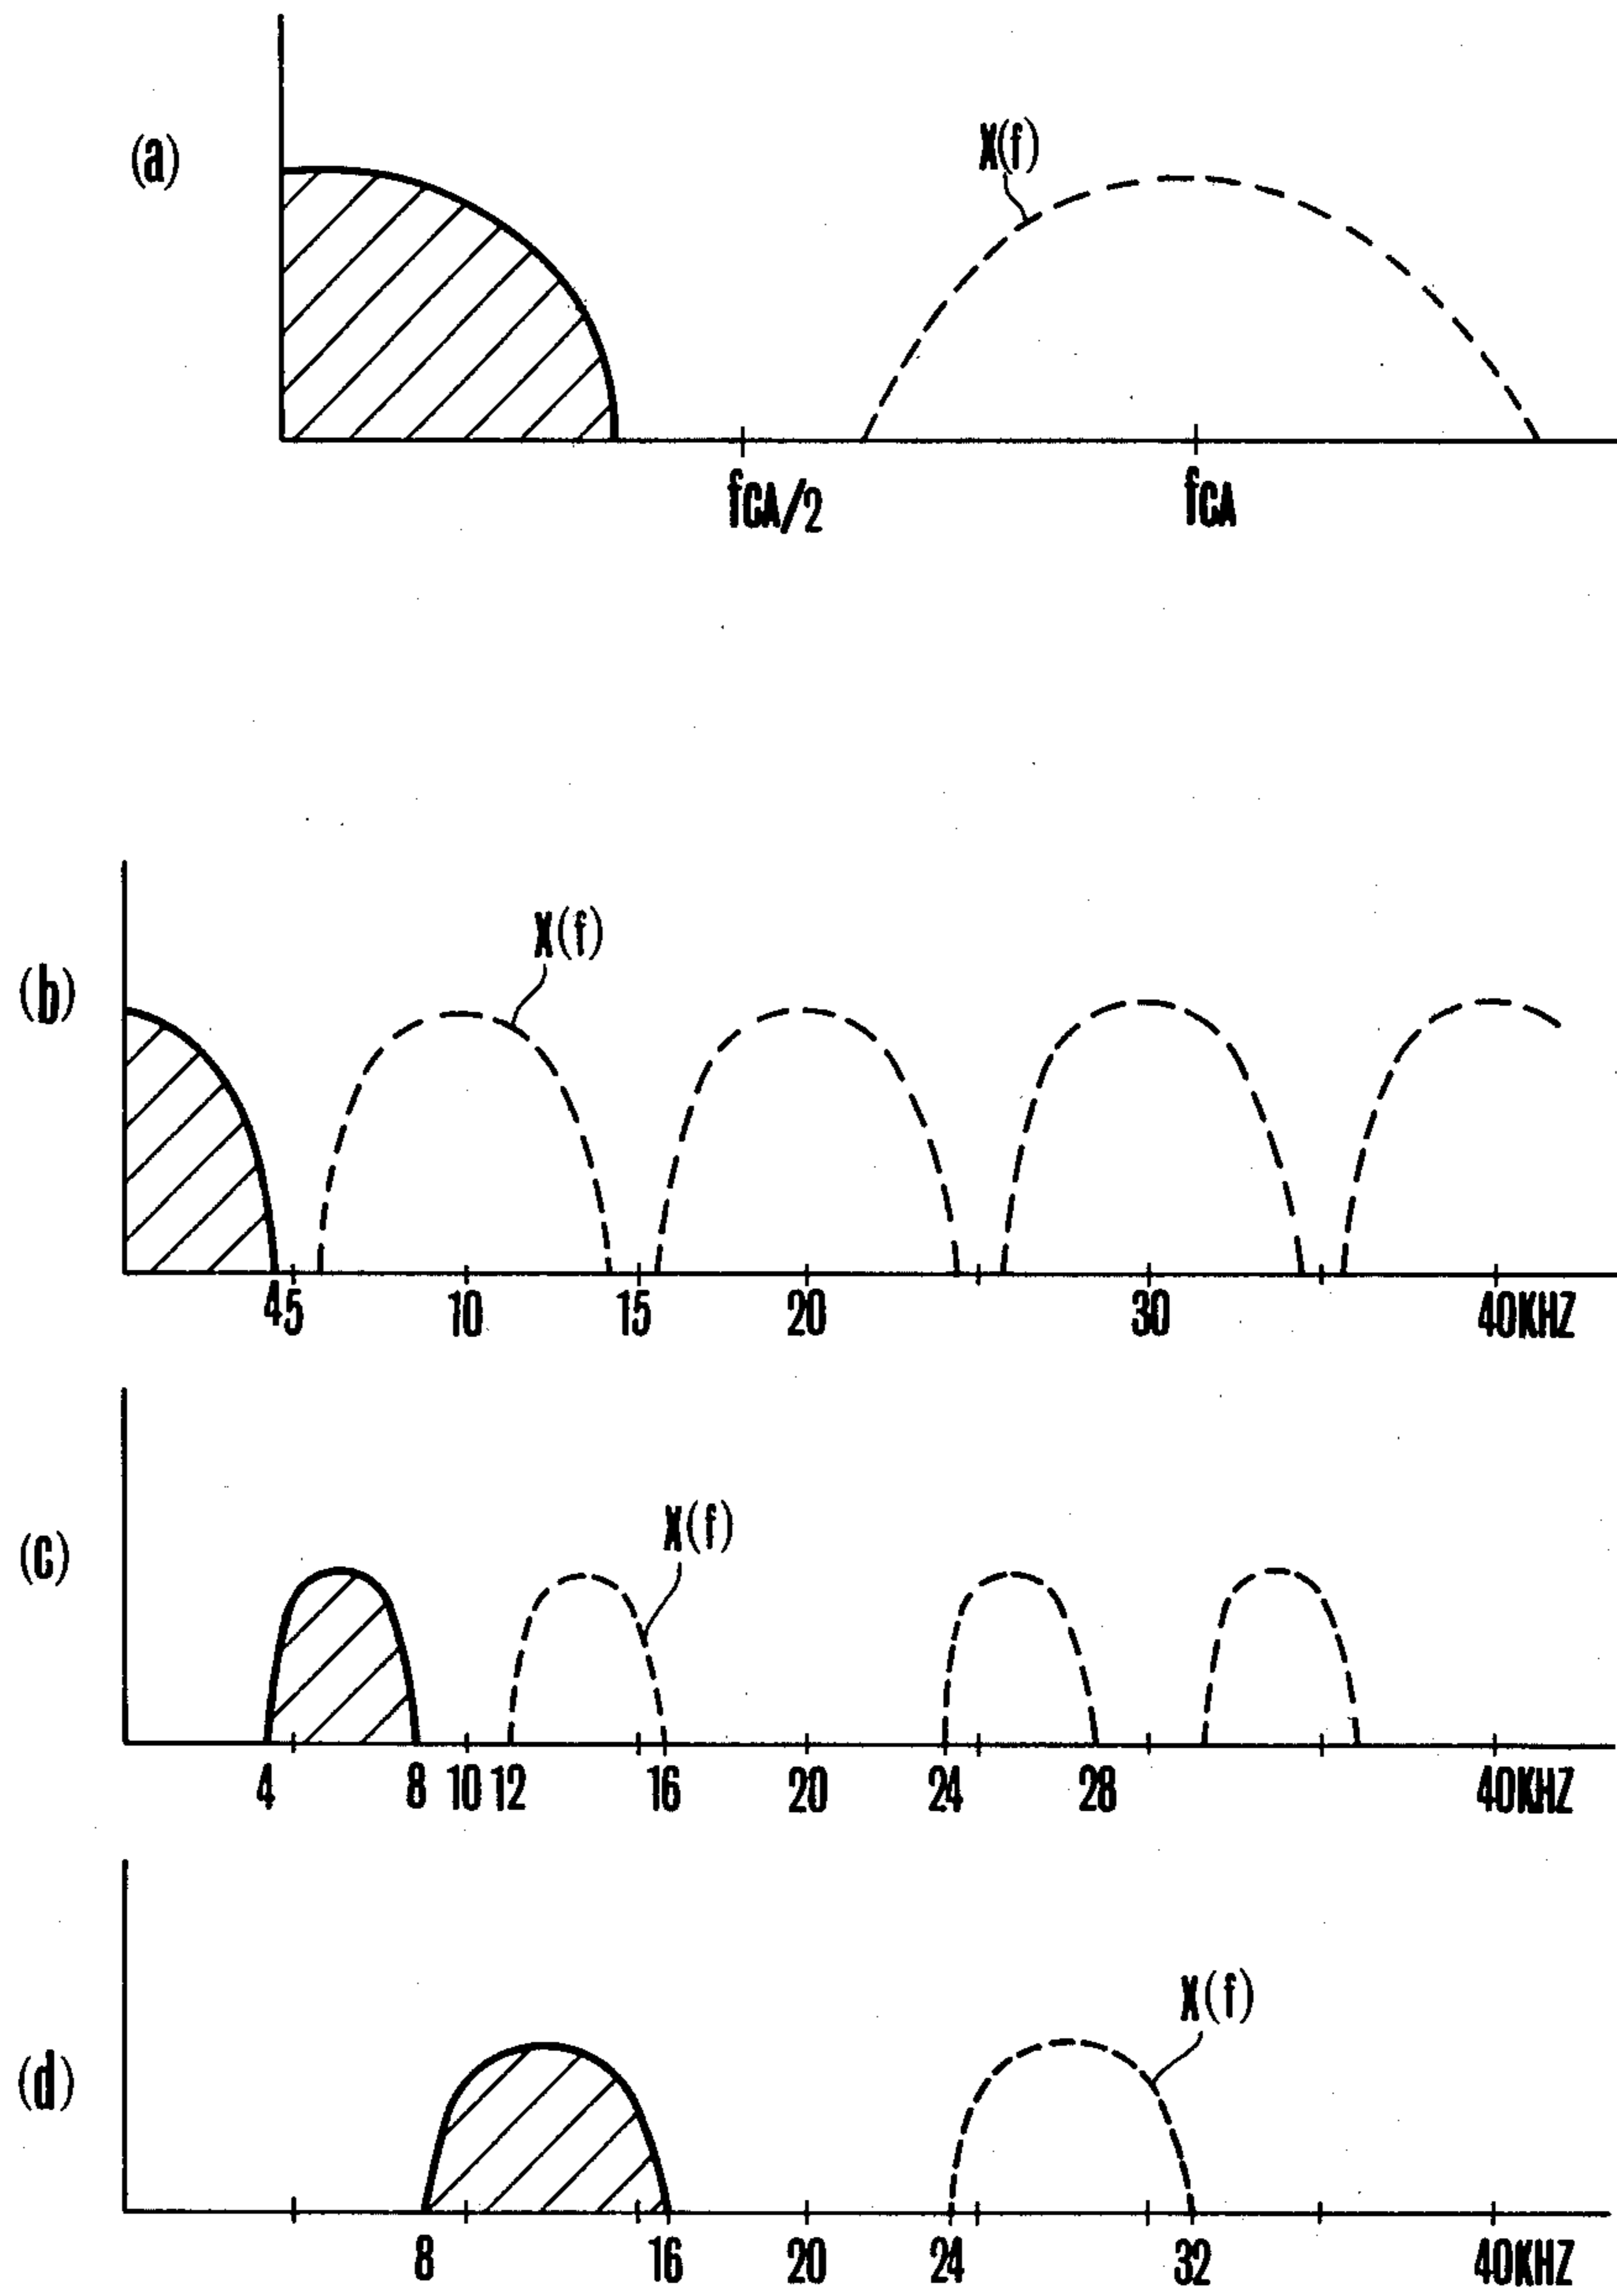 (a)
X(f)
fCA/2
fCA
(b)
X(f)
4 5 10 15 20 30 40KHZ
(c)
X(f)
4 8 10 12 16 20 24 28 40KHZ
(d)
X(f)
8 16 20 24 32 40KHZ